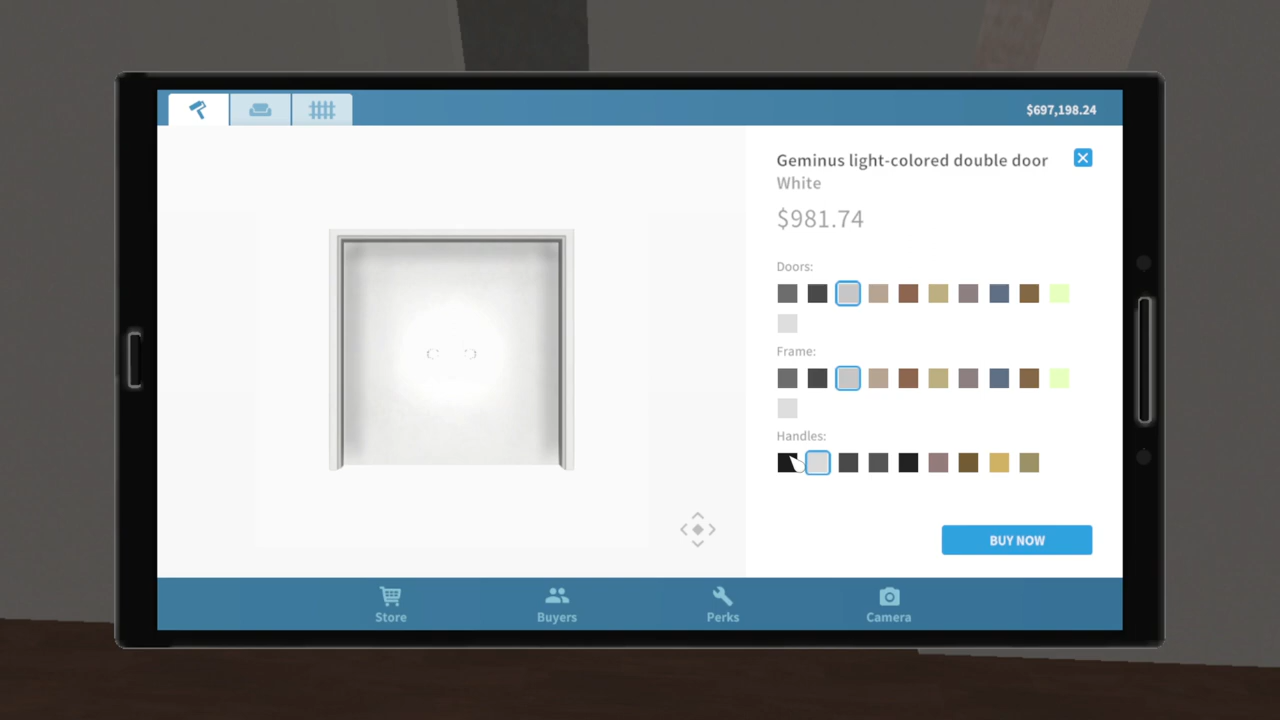 $697,198.24
Geminus light-colored double door
White
$981.74
Doors:
Frame:
Handles:
BUY NOW
Store
Buyers
Perks
Camera